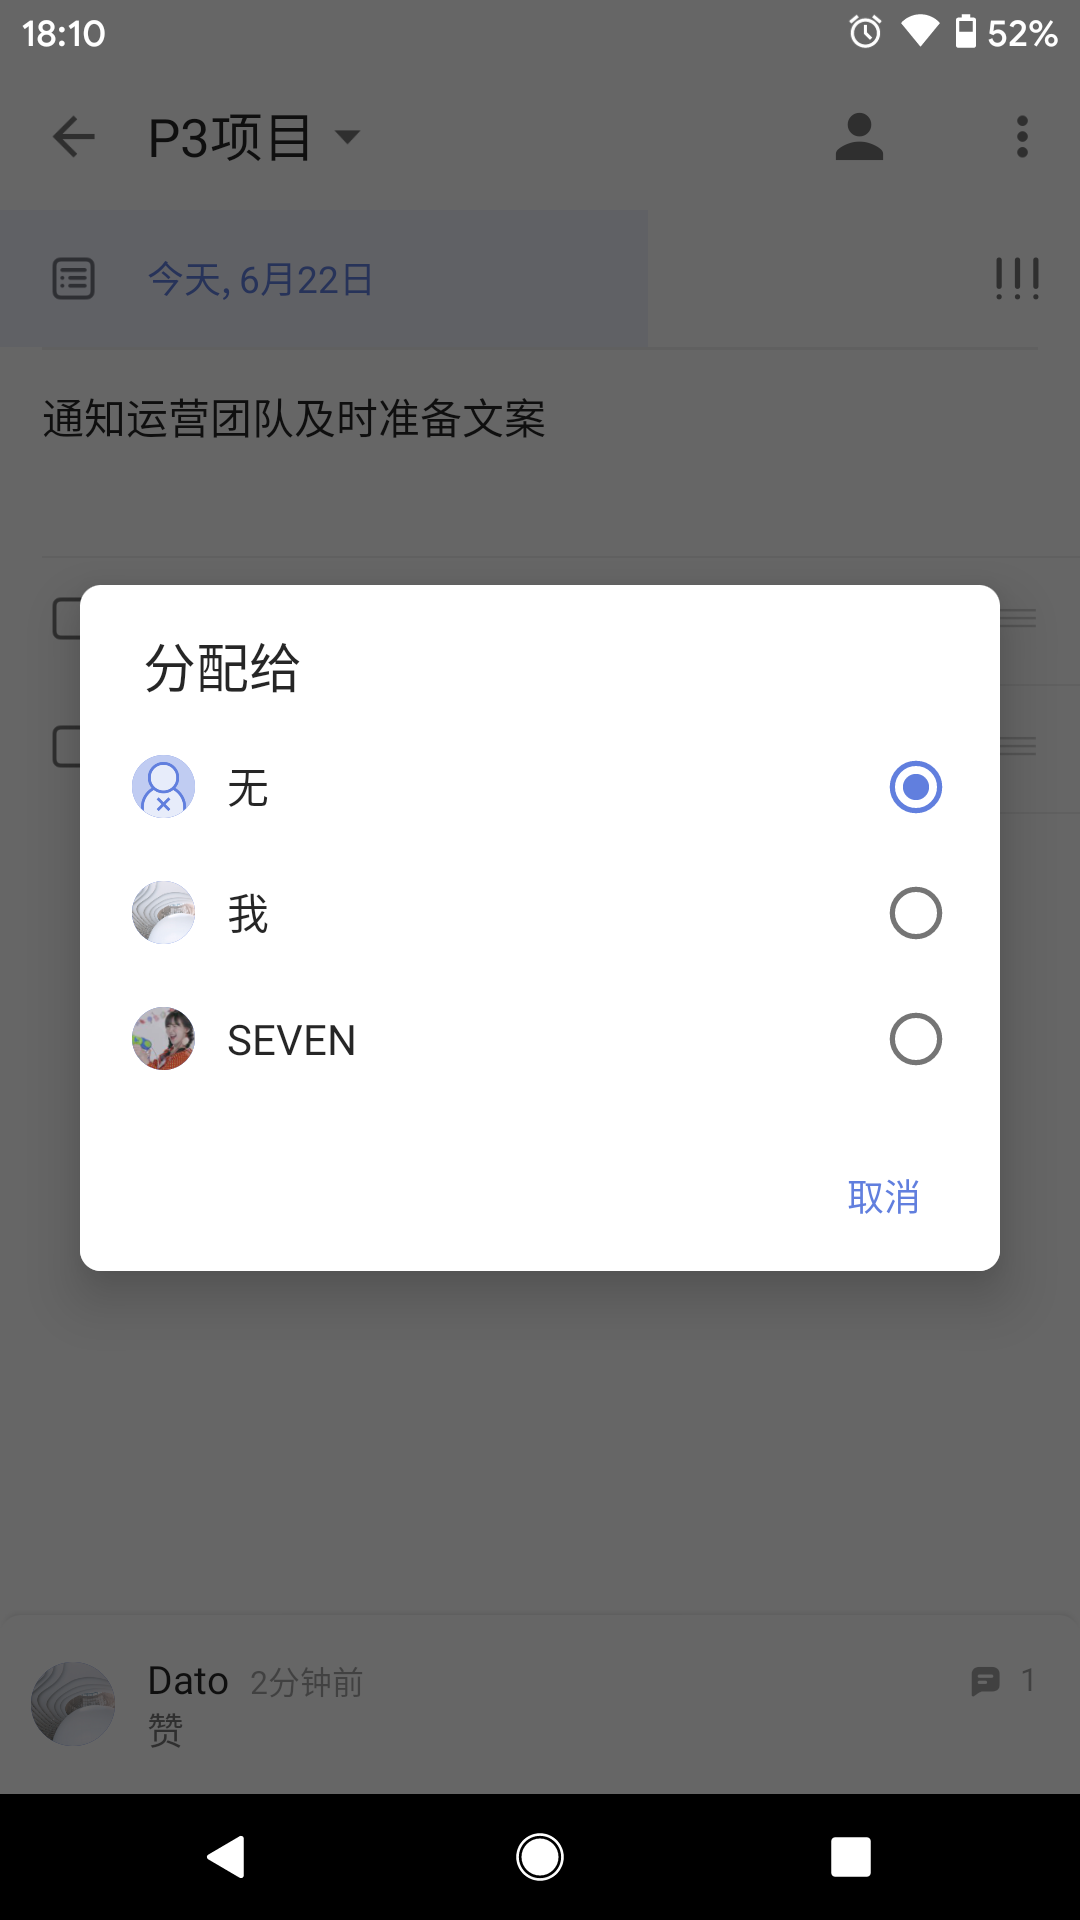 18:10
52%
P3项目
今天, 6月22日
通知运营团队及时准备文案
分配给
无
我
SEVEN
取消
Dato 2分钟前
1
赞